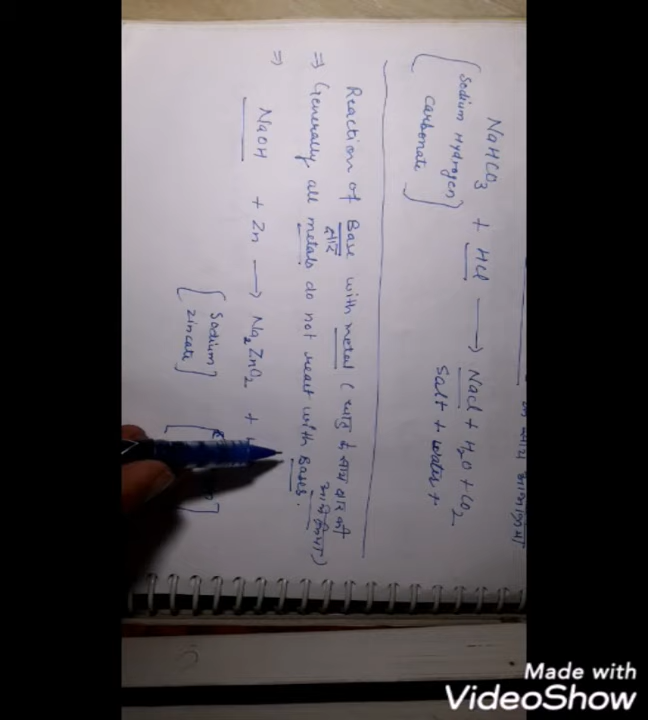 NaHCO3 + HCl ⟶ NaCl + H2O + CO2
[Sodium Hydrogen carbonate]
Salt + water +
Reaction of Base with metal ( धातु के साथ क्षार की अभिक्रिया )
क्षार
⇒ Generally all metals do not react with Bases.
⇒ NaOH + Zn ⟶ Na2ZnO2 +
[Sodium zincate]
Made with
VideoShow